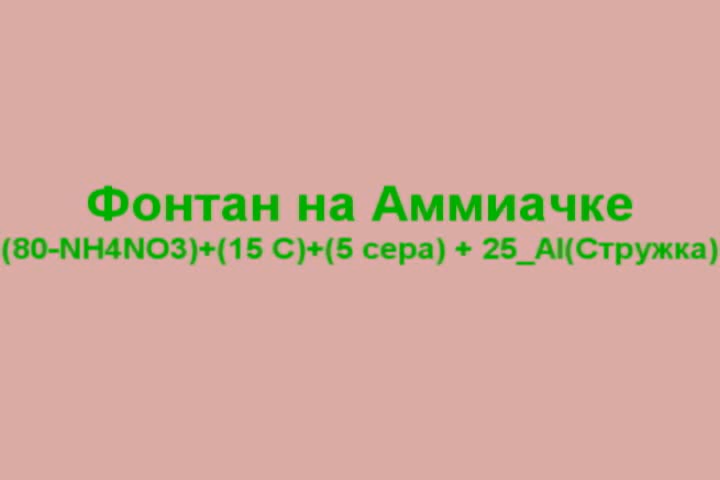 Фонтан на Аммиачке
(80-NH4NO3)+(15 С)+(5 сера) + 25_Al(Стружка)